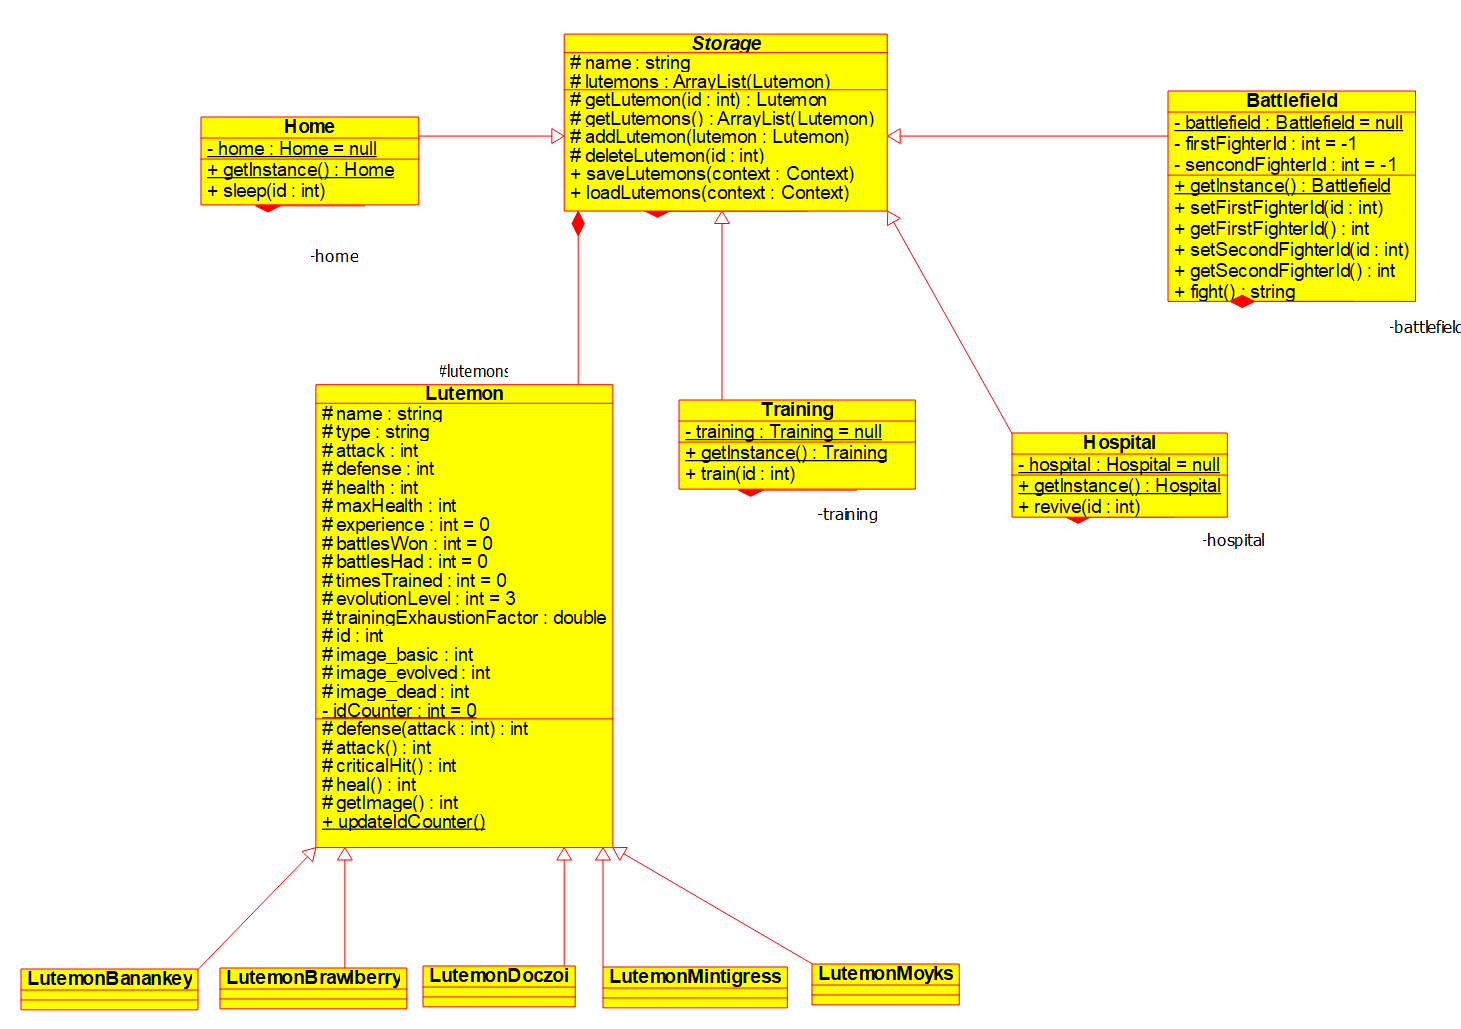 Storage
# name : string
# lutemons : ArrayList(Lutemon)
# getLutemon(id : int) : Lutemon
# getLutemons() : ArrayList(Lutemon)
# addLutemon(lutemon : Lutemon)
# deleteLutemon(id : int)
+ saveLutemons(context : Context)
+ loadLutemons(context : Context)
Home
- home : Home = null
+ getInstance() : Home
+ sleep(id : int)
-home
Battlefield
- battlefield : Battlefield = null
- firstFighterId : int = -1
- sencondFighterId : int = -1
+ getInstance() : Battlefield
+ setFirstFighterId(id : int)
+ getFirstFighterId() : int
+ setSecondFighterId(id : int)
+ getSecondFighterId() : int
+ fight() : string
-battlefield
#lutemons
Lutemon
# name : string
# type : string
# attack : int
# defense : int
# health : int
# maxHealth : int
# experience : int = 0
# battlesWon : int = 0
# battlesHad : int = 0
# timesTrained : int = 0
# evolutionLevel : int = 3
# trainingExhaustionFactor : double
# id : int
# image_basic : int
# image_evolved : int
# image_dead : int
- idCounter : int = 0
# defense(attack : int) : int
# attack() : int
# criticalHit() : int
# heal() : int
# getImage() : int
+ updateIdCounter()
Training
- training : Training = null
+ getInstance() : Training
+ train(id : int)
-training
Hospital
- hospital : Hospital = null
+ getInstance() : Hospital
+ revive(id : int)
-hospital
LutemonBanankey
LutemonBrawlberry
LutemonDoczoi
LutemonMintigress
LutemonMoyks